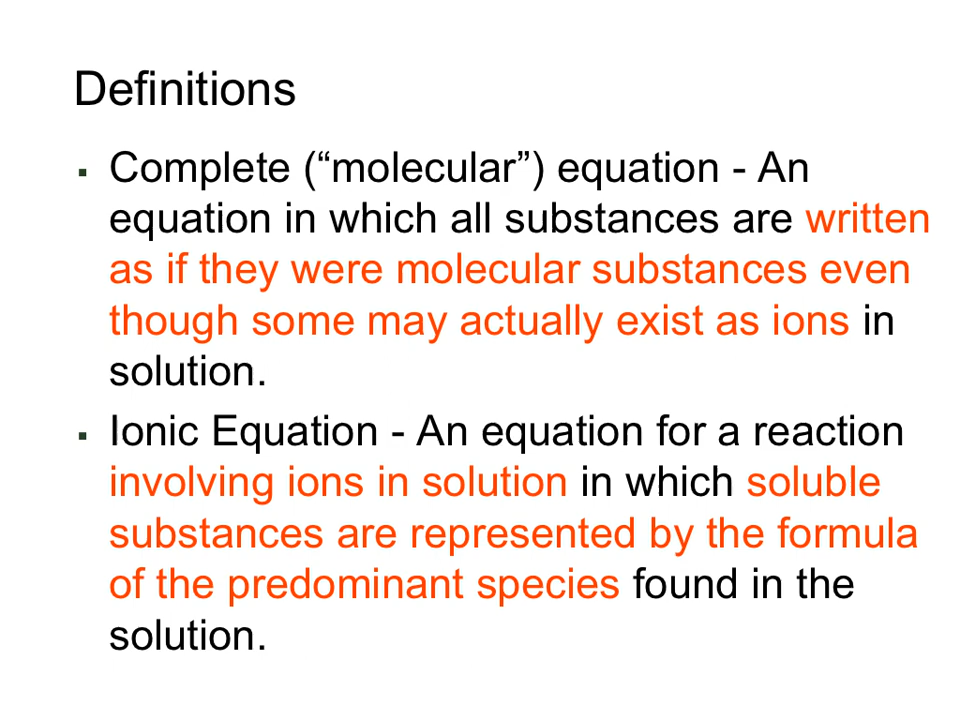 Definitions
▪ Complete (“molecular”) equation - An
equation in which all substances are written
as if they were molecular substances even
though some may actually exist as ions in
solution.
▪ Ionic Equation - An equation for a reaction
involving ions in solution in which soluble
substances are represented by the formula
of the predominant species found in the
solution.